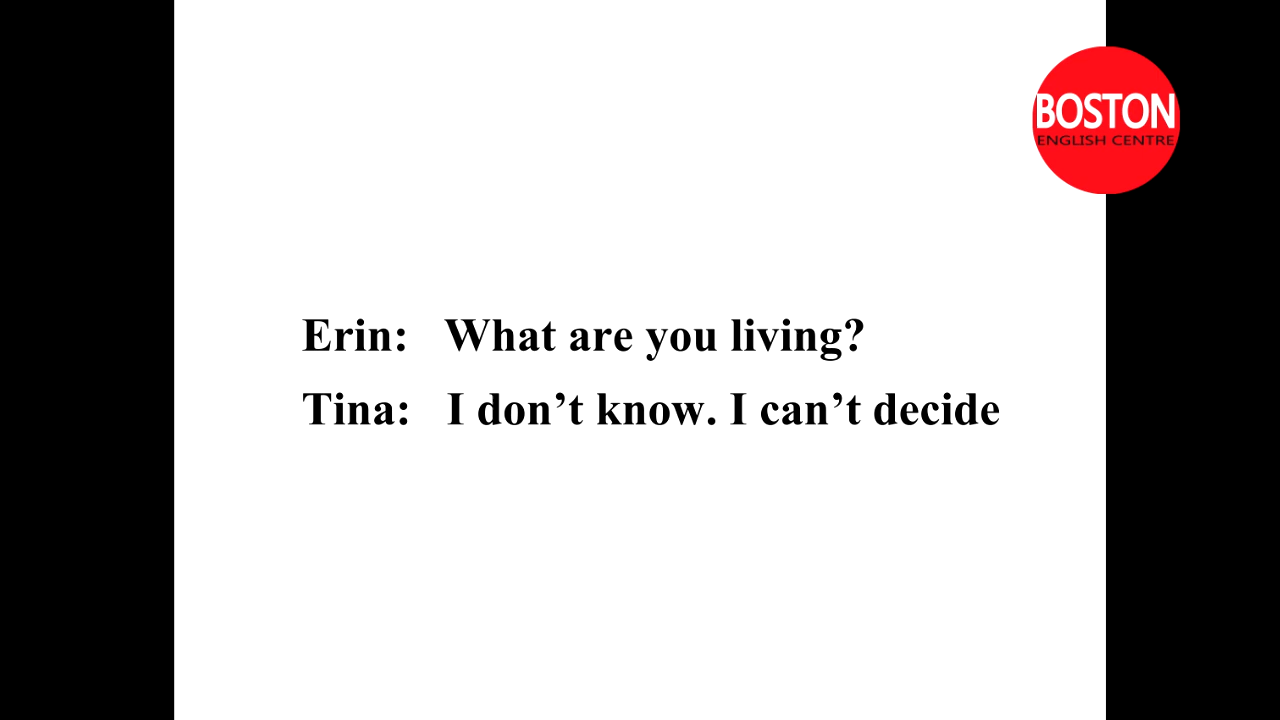 BOSTON
ENGLISH CENTRE
Erin: What are you living?
Tina: I don’t know. I can’t decide